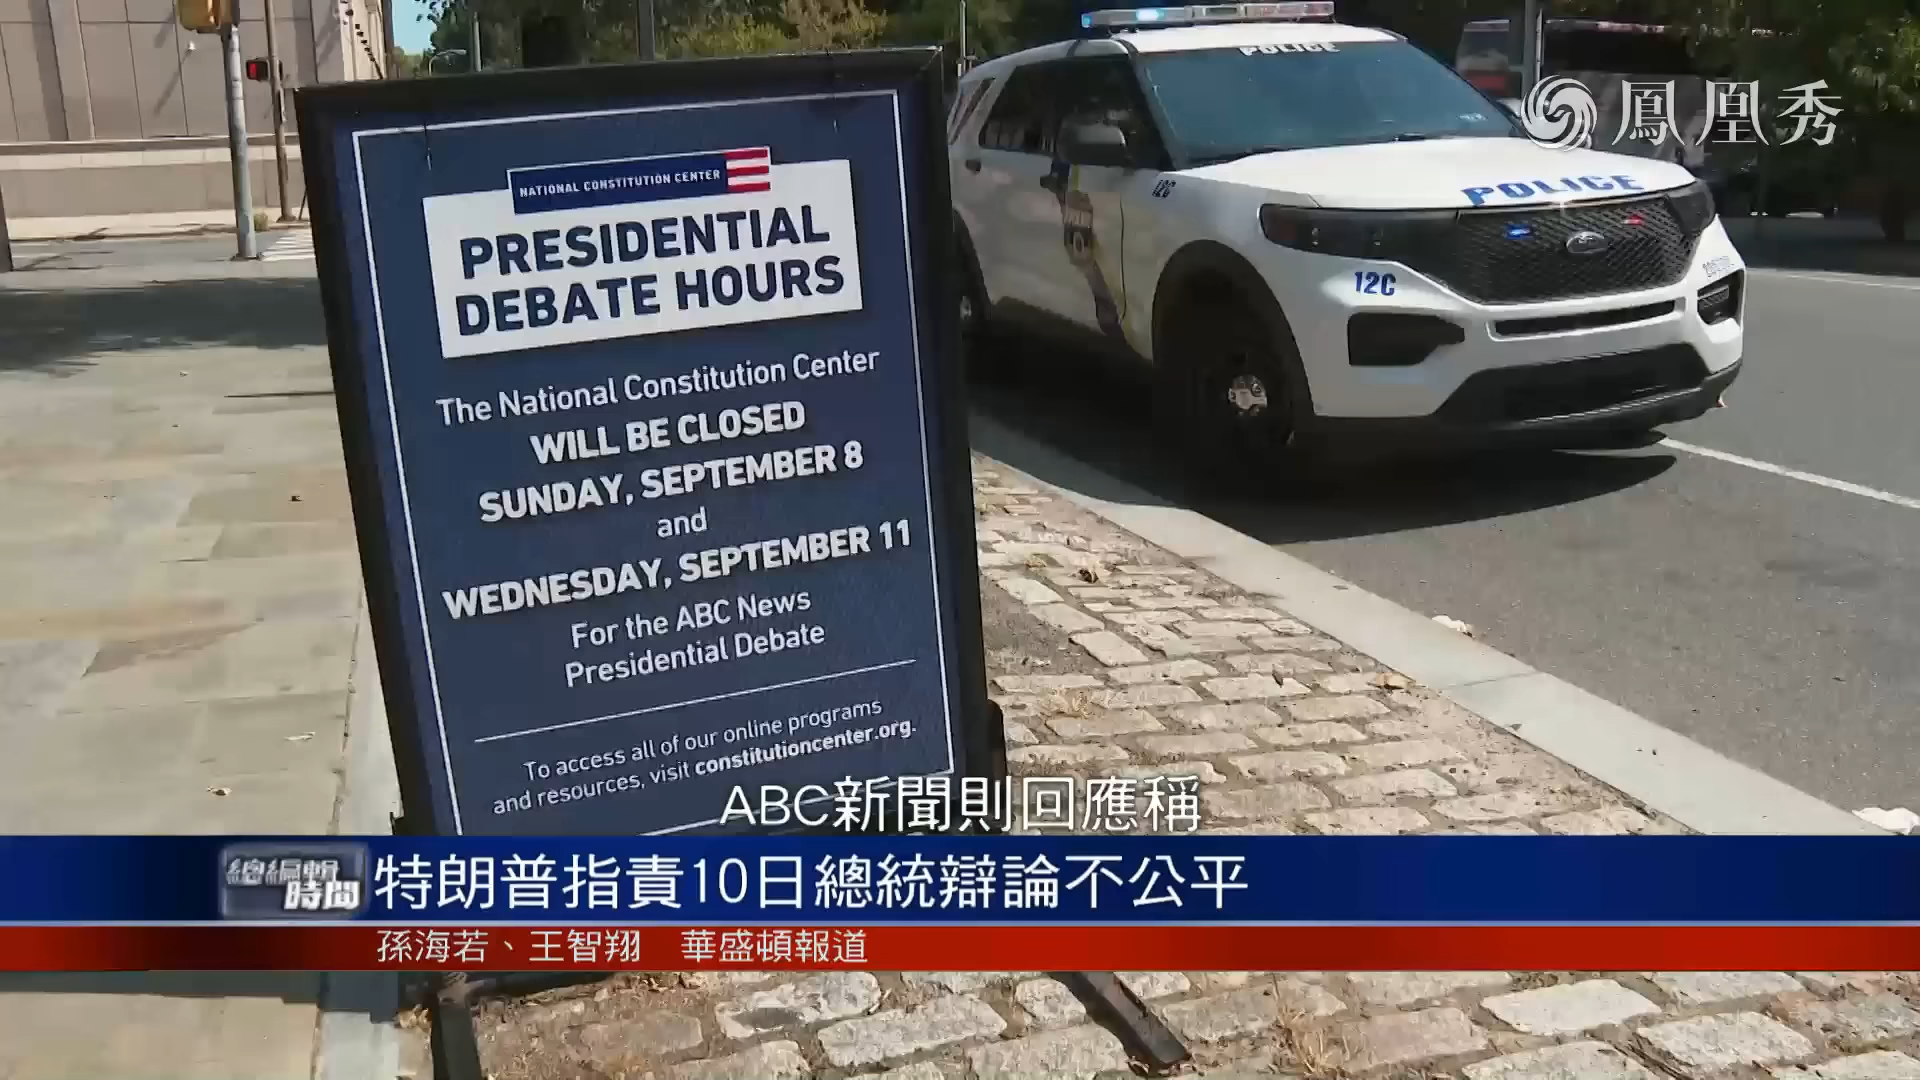 POLICE
鳳凰秀
NATIONAL CONSTITUTION CENTER
PRESIDENTIAL
DEBATE HOURS
POLICE
12C
12C
The National Constitution Center
WILL BE CLOSED
SUNDAY, SEPTEMBER 8
and
WEDNESDAY, SEPTEMBER 11
For the ABC News
Presidential Debate
To access all of our online programs
and resources, visit constitutioncenter.org.
ABC新聞則回應稱
總編輯
時間
特朗普指責10日總統辯論不公平
孫海若、王智翔 華盛頓報道